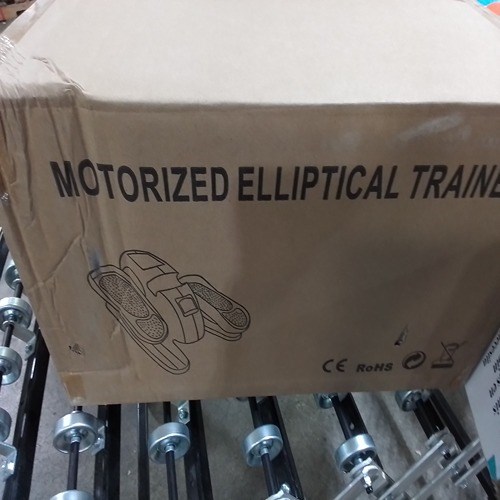 MOTORIZED ELLIPTICAL TRAINE
CE RoHS